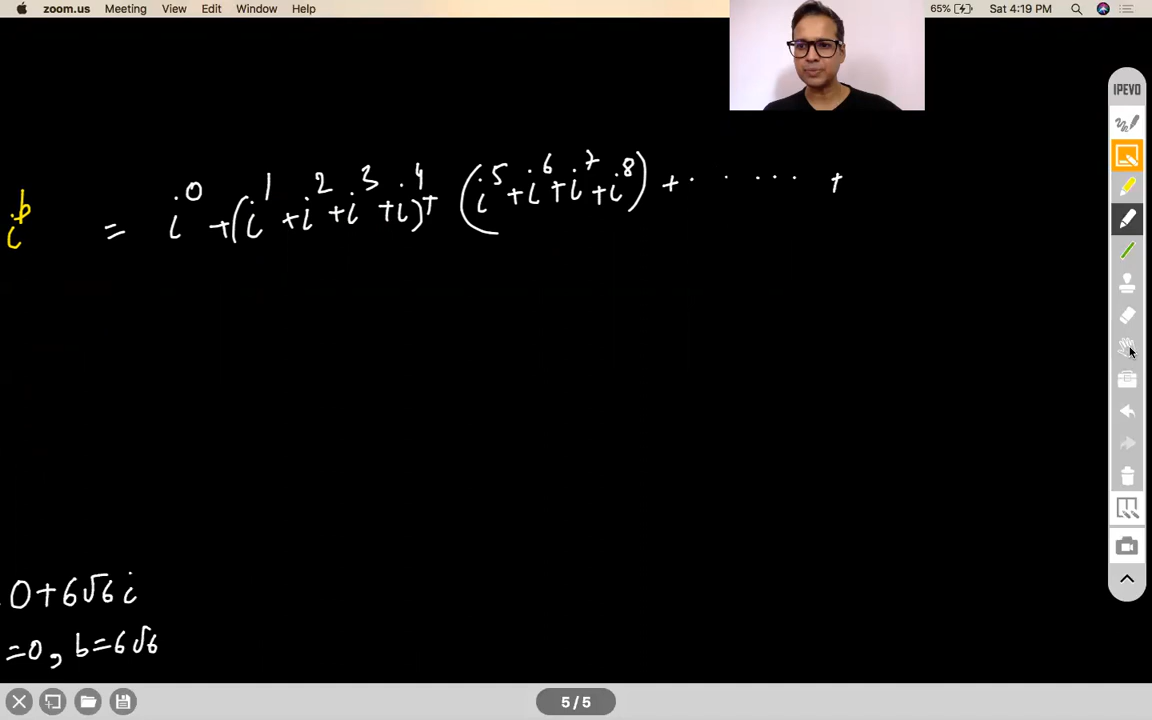 zoom.us Meeting View Edit Window Help 65% Sat 4:19 PM
IPEVO
i^b = i^0 + (i^1 + i^2 + i^3 + i^4) + (i^5 + i^6 + i^7 + i^8) + . . . . . +
0+6√6 i
=0, b=6√6
5 / 5